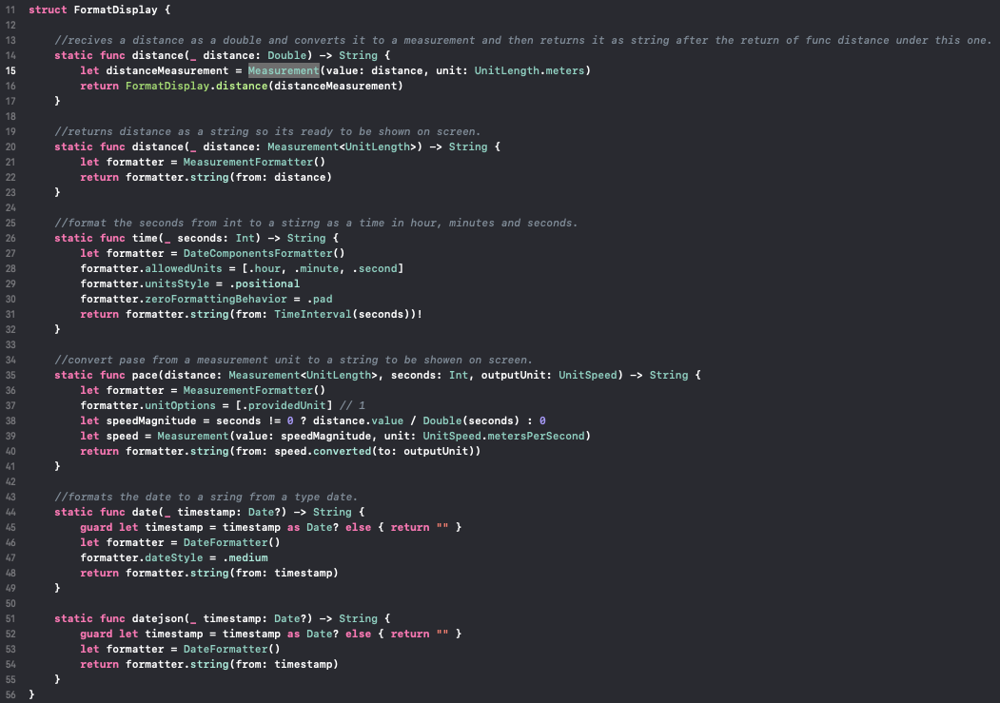 11 struct FormatDisplay {
12
13 //recives a distance as a double and converts it to a measurement and then returns it as string after the return of func distance under this one.
14 static func distance(_ distance: Double) -> String {
15 let distanceMeasurement = Measurement(value: distance, unit: UnitLength.meters)
16 return FormatDisplay.distance(distanceMeasurement)
17 }
18
19 //returns distance as a string so its ready to be shown on screen.
20 static func distance(_ distance: Measurement<UnitLength>) -> String {
21 let formatter = MeasurementFormatter()
22 return formatter.string(from: distance)
23 }
24
25 //format the seconds from int to a stirng as a time in hour, minutes and seconds.
26 static func time(_ seconds: Int) -> String {
27 let formatter = DateComponentsFormatter()
28 formatter.allowedUnits = [.hour, .minute, .second]
29 formatter.unitsStyle = .positional
30 formatter.zeroFormattingBehavior = .pad
31 return formatter.string(from: TimeInterval(seconds))!
32 }
33
34 //convert pase from a measurement unit to a string to be showen on screen.
35 static func pace(distance: Measurement<UnitLength>, seconds: Int, outputUnit: UnitSpeed) -> String {
36 let formatter = MeasurementFormatter()
37 formatter.unitOptions = [.providedUnit] // 1
38 let speedMagnitude = seconds != 0 ? distance.value / Double(seconds) : 0
39 let speed = Measurement(value: speedMagnitude, unit: UnitSpeed.metersPerSecond)
40 return formatter.string(from: speed.converted(to: outputUnit))
41 }
42
43 //formats the date to a sring from a type date.
44 static func date(_ timestamp: Date?) -> String {
45 guard let timestamp = timestamp as Date? else { return "" }
46 let formatter = DateFormatter()
47 formatter.dateStyle = .medium
48 return formatter.string(from: timestamp)
49 }
50
51 static func datejson(_ timestamp: Date?) -> String {
52 guard let timestamp = timestamp as Date? else { return "" }
53 let formatter = DateFormatter()
54 return formatter.string(from: timestamp)
55 }
56 }